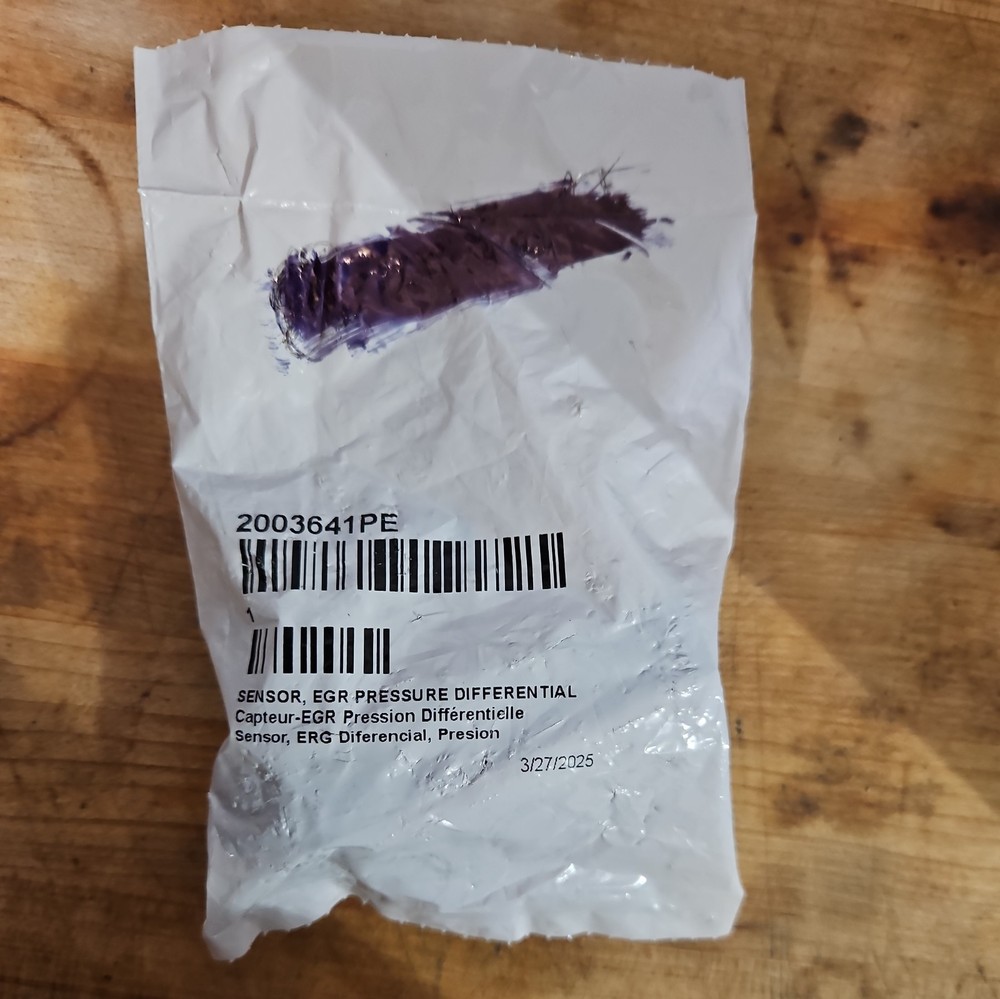 2003641PE
1
SENSOR, EGR PRESSURE DIFFERENTIAL
Capteur-EGR Pression Différentielle
Sensor, ERG Diferencial, Presion
3/27/2025